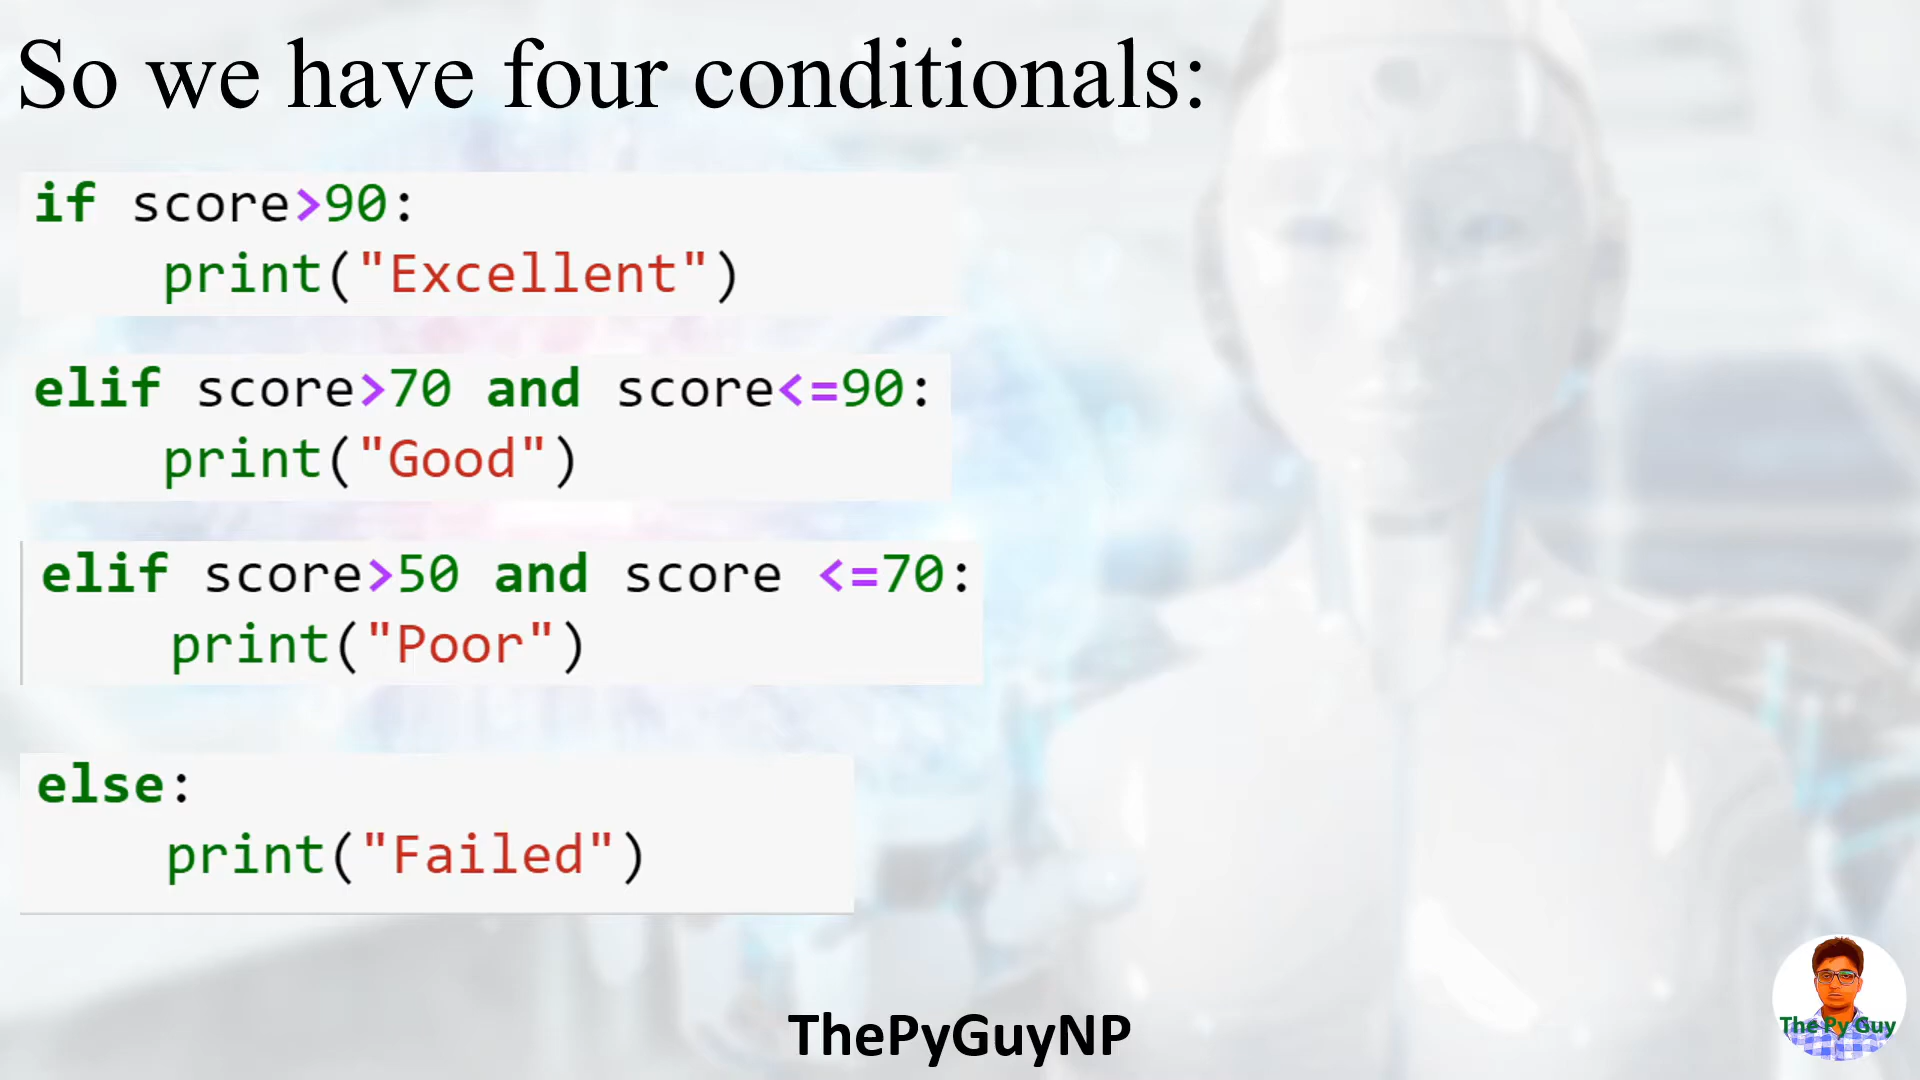 So we have four conditionals:
if score>90:
    print("Excellent")
elif score>70 and score<=90:
    print("Good")
elif score>50 and score <=70:
    print("Poor")
else:
    print("Failed")
ThePyGuyNP
The Py Guy